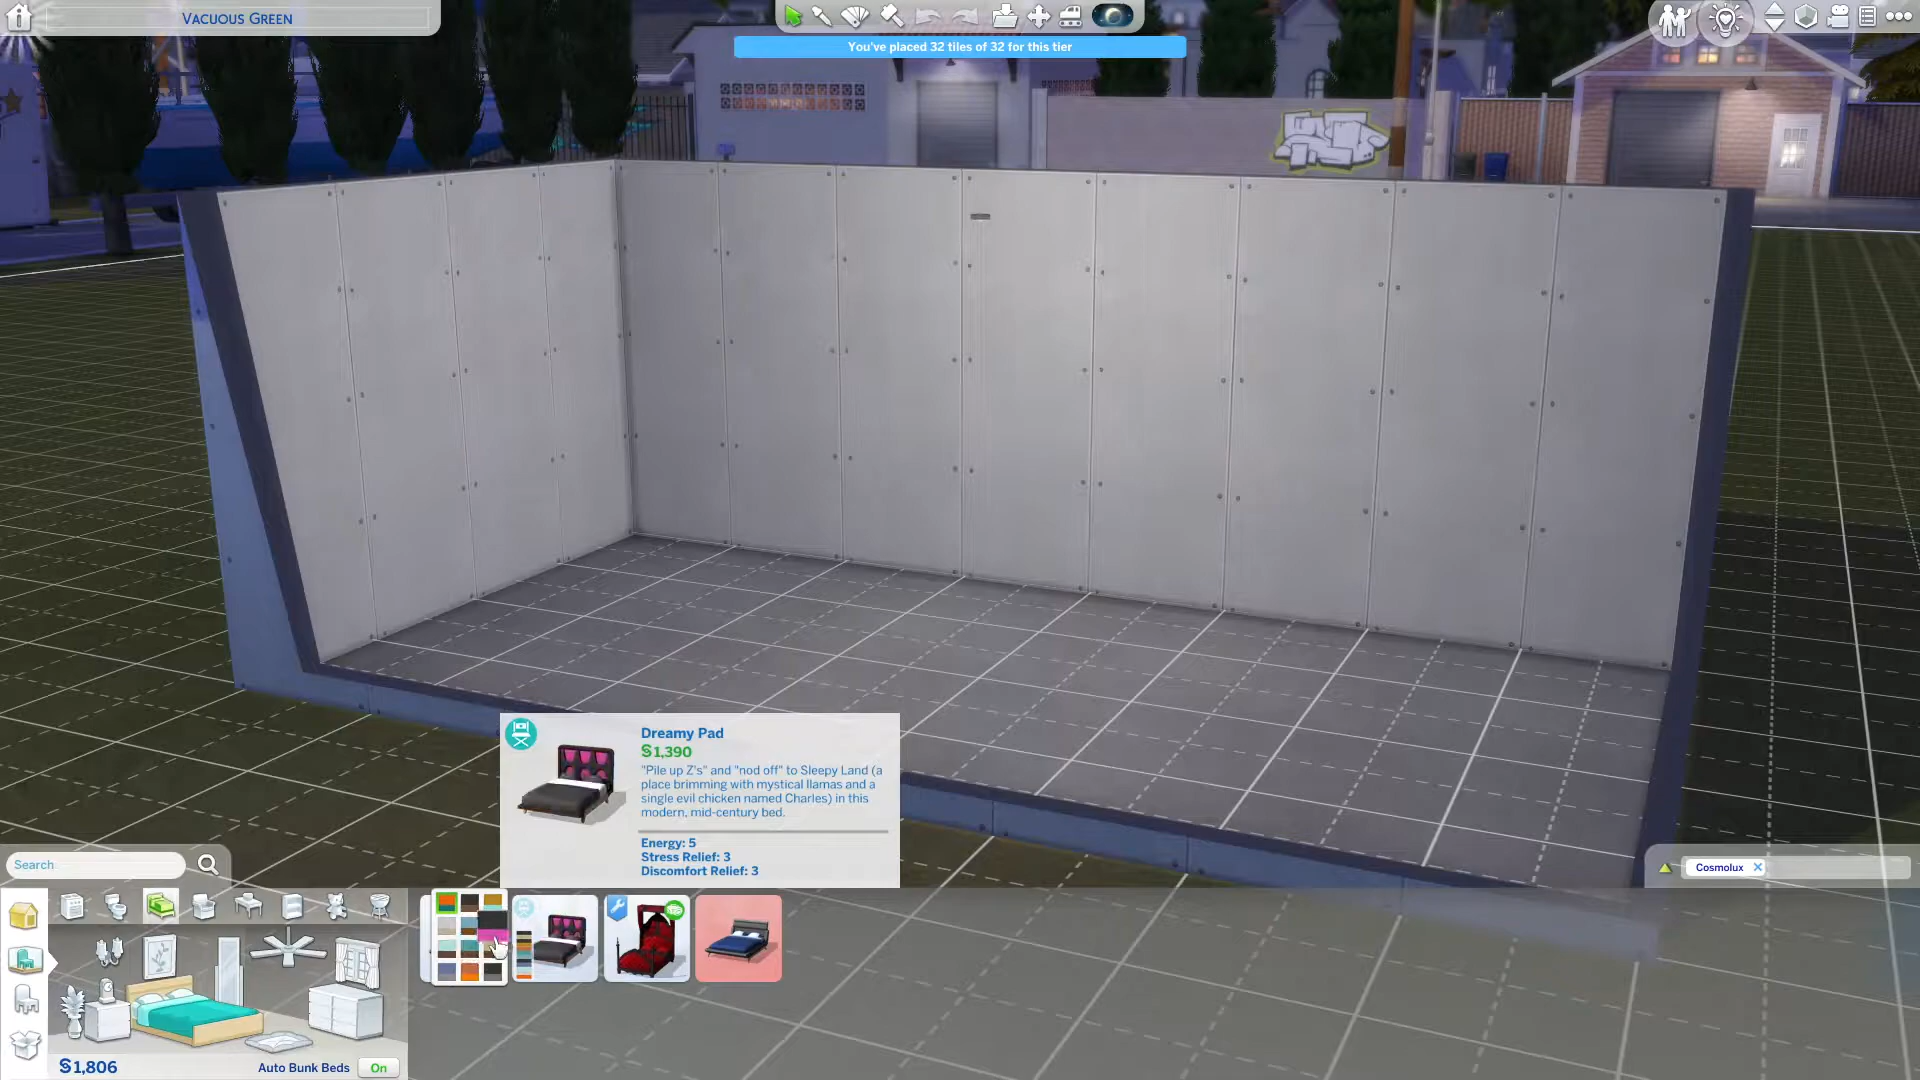 VACUOUS GREEN
You've placed 32 tiles of 32 for this tier
Dreamy Pad
§1,390
"Pile up Z's" and "nod off" to Sleepy Land (a
place brimming with mystical llamas and a
single evil chicken named Charles) in this
modern, mid-century bed.
Energy: 5
Stress Relief: 3
Discomfort Relief: 3
Search
Cosmolux
§1,806
Auto Bunk Beds
On